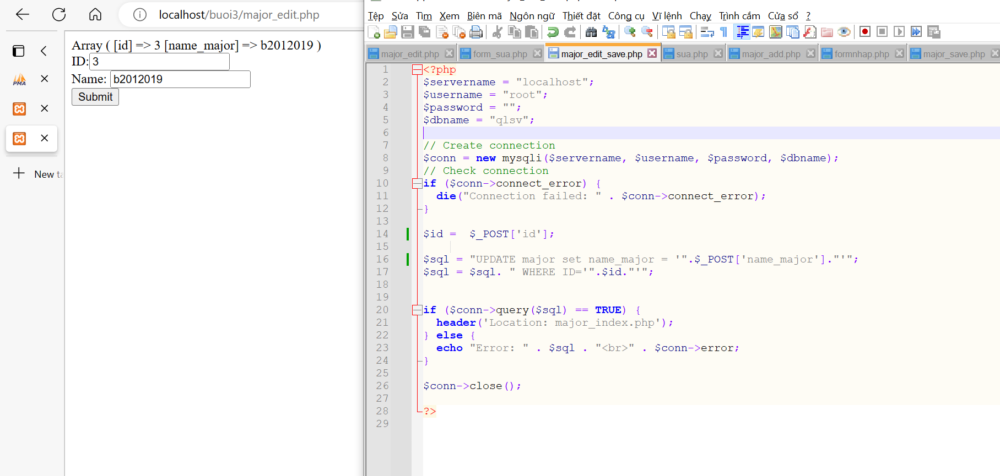 localhost/buoi3/major_edit.php
PMA
New ta
Array ( [id] => 3 [name_major] => b2012019 )
ID: 3
Name: b2012019
Submit
Tệp Sửa Tìm Xem Biên mã Ngôn ngữ Thiết đặt Công cụ Vĩ lệnh Chạy Trình cắm Cửa sổ ?
major_edit.php form_sua.php major_edit_save.php sua.php major_add.php formnhap.php major_save.php
1 <?php
2 $servername = "localhost";
3 $username = "root";
4 $password = "";
5 $dbname = "qlsv";
6
7 // Create connection
8 $conn = new mysqli($servername, $username, $password, $dbname);
9 // Check connection
10 if ($conn->connect_error) {
11 die("Connection failed: " . $conn->connect_error);
12 }
13
14 $id =  $_POST['id'];
15
16 $sql = "UPDATE major set name_major = '".$_POST['name_major']."'";
17 $sql = $sql. " WHERE ID='".$id."'";
18
19
20 if ($conn->query($sql) == TRUE) {
21 header('Location: major_index.php');
22 } else {
23 echo "Error: " . $sql . "<br>" . $conn->error;
24 }
25
26 $conn->close();
27
28 ?>
29